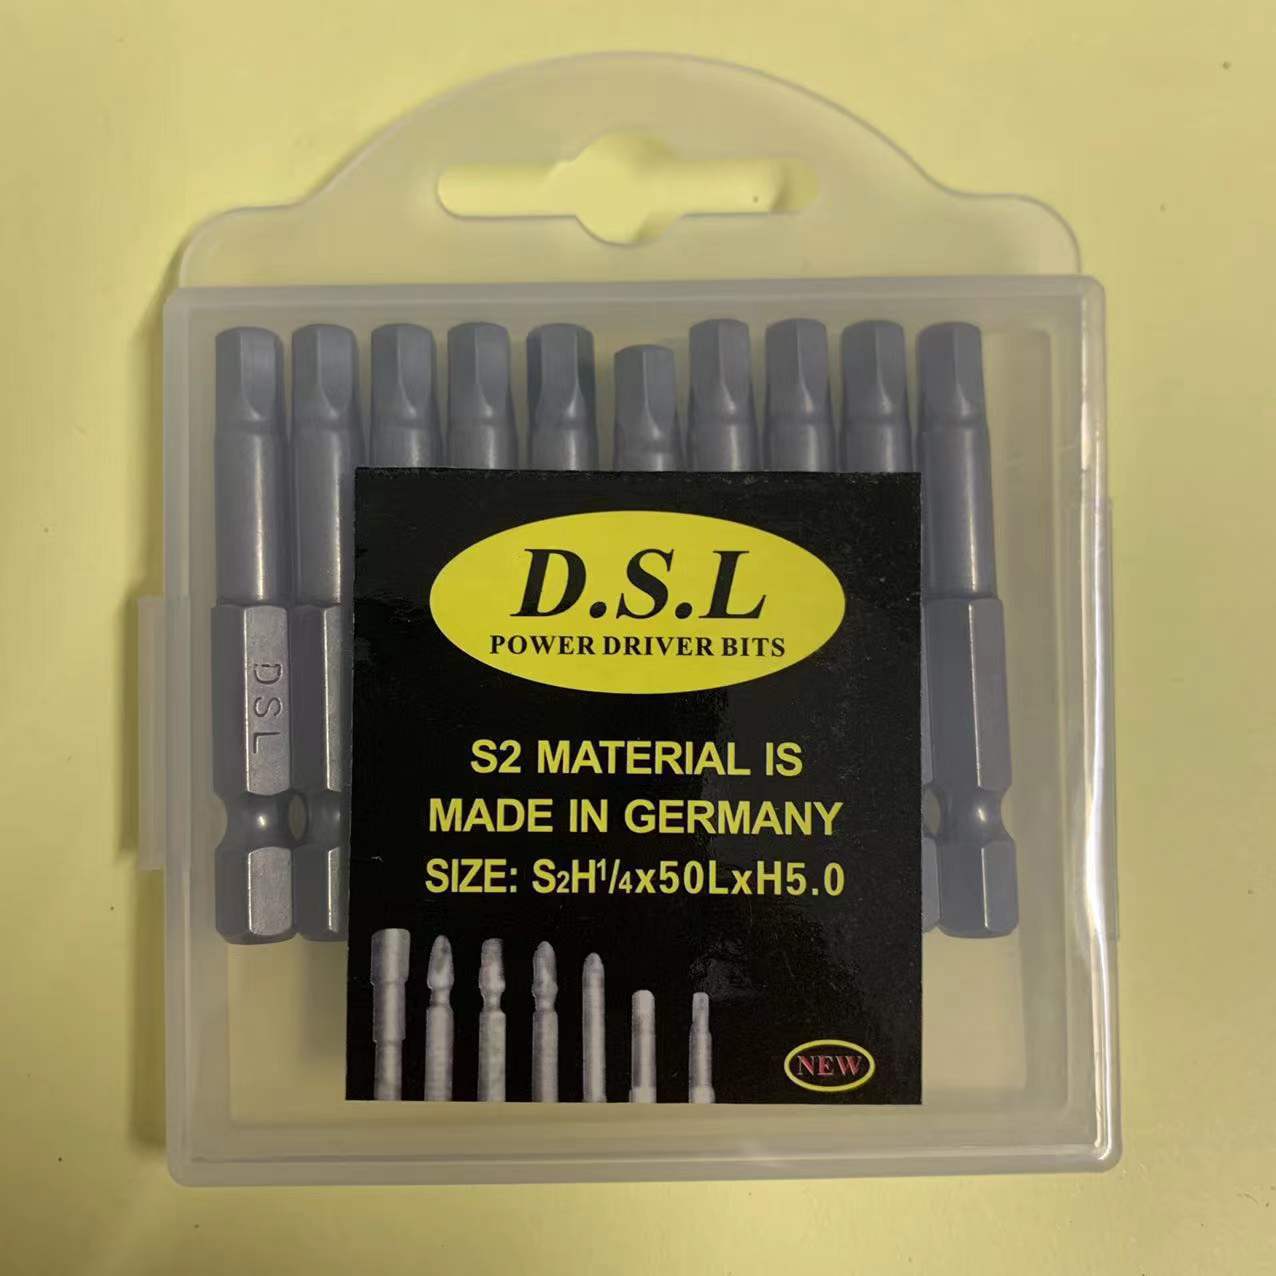 D.S.L
POWER DRIVER BITS
S2 MATERIAL IS
MADE IN GERMANY
SIZE: S₂H¹/₄x50LxH5.0
NEW
DSL